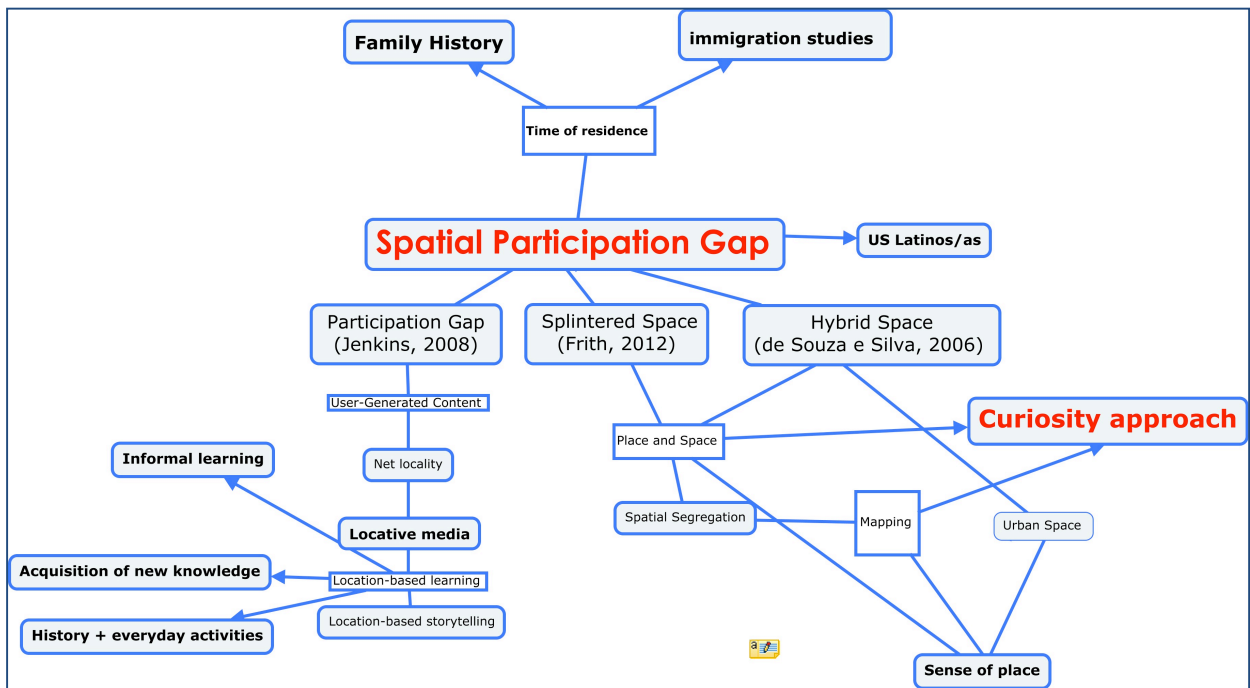 Family History
immigration studies
Time of residence
Spatial Participation Gap
US Latinos/as
Participation Gap
(Jenkins, 2008)
Splintered Space
(Frith, 2012)
Hybrid Space
(de Souza e Silva, 2006)
User-Generated Content
Curiosity approach
Place and Space
Informal learning
Net locality
Spatial Segregation
Mapping
Urban Space
Locative media
Acquisition of new knowledge
Location-based learning
Location-based storytelling
History + everyday activities
a
Sense of place